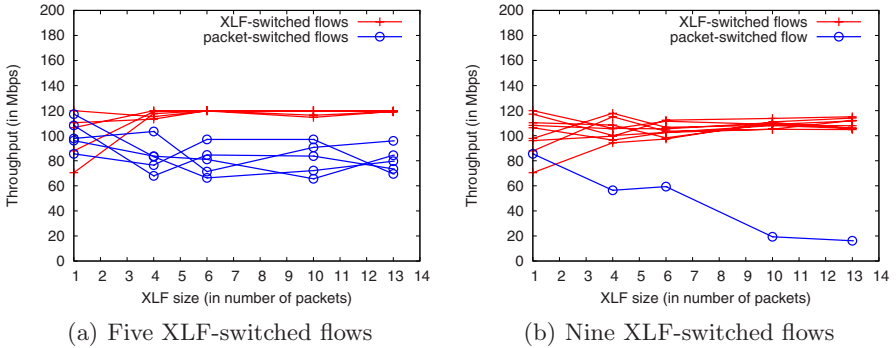 200
180
160
140
120
100
80
60
40
20
0
Throughput (in Mbps)
XLF-switched flows
packet-switched flows
1 2 3 4 5 6 7 8 9 10 11 12 13 14
XLF size (in number of packets)
(a) Five XLF-switched flows
200
180
160
140
120
100
80
60
40
20
0
Throughput (in Mbps)
XLF-switched flows
packet-switched flow
1 2 3 4 5 6 7 8 9 10 11 12 13 14
XLF size (in number of packets)
(b) Nine XLF-switched flows